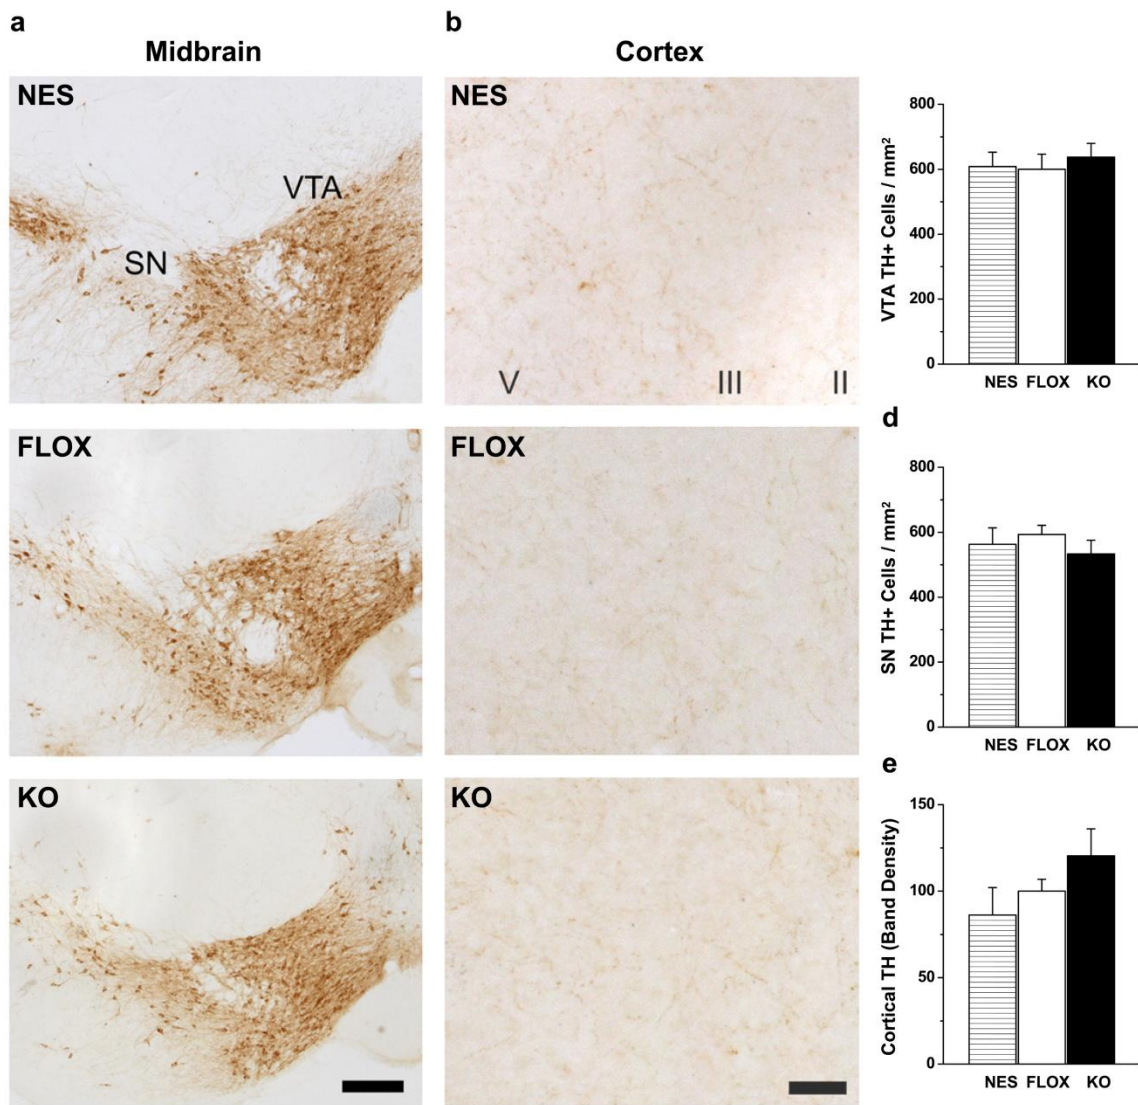 a
Midbrain
NES
VTA
SN
FLOX
KO
b
Cortex
NES
V III II
FLOX
KO
VTA TH+ Cells / mm²
800
600
400
200
0
NES FLOX KO
d
SN TH+ Cells / mm²
800
600
400
200
0
NES FLOX KO
e
Cortical TH (Band Density)
150
100
50
0
NES FLOX KO